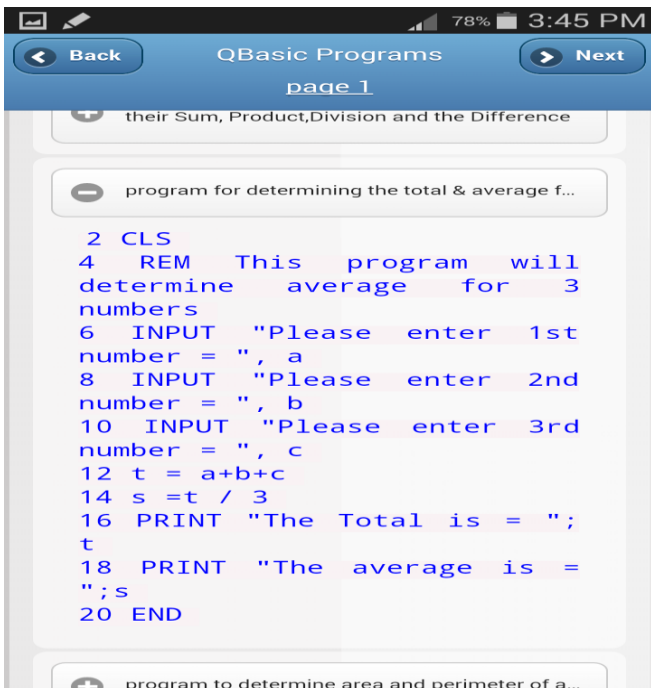 78% 3:45 PM
Back QBasic Programs Next
page 1
their Sum, Product,Division and the Difference
program for determining the total & average f...
2 CLS
4 REM This program will
determine average for 3
numbers
6 INPUT "Please enter 1st
number = ", a
8 INPUT "Please enter 2nd
number = ", b
10 INPUT "Please enter 3rd
number = ", c
12 t = a+b+c
14 s =t / 3
16 PRINT "The Total is = ";
t
18 PRINT "The average is =
";s
20 END
program to determine area and perimeter of a...